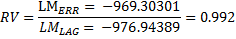 RV = LM_ERR = -969.30301 / LM_LAG = -976.94389 = 0.992